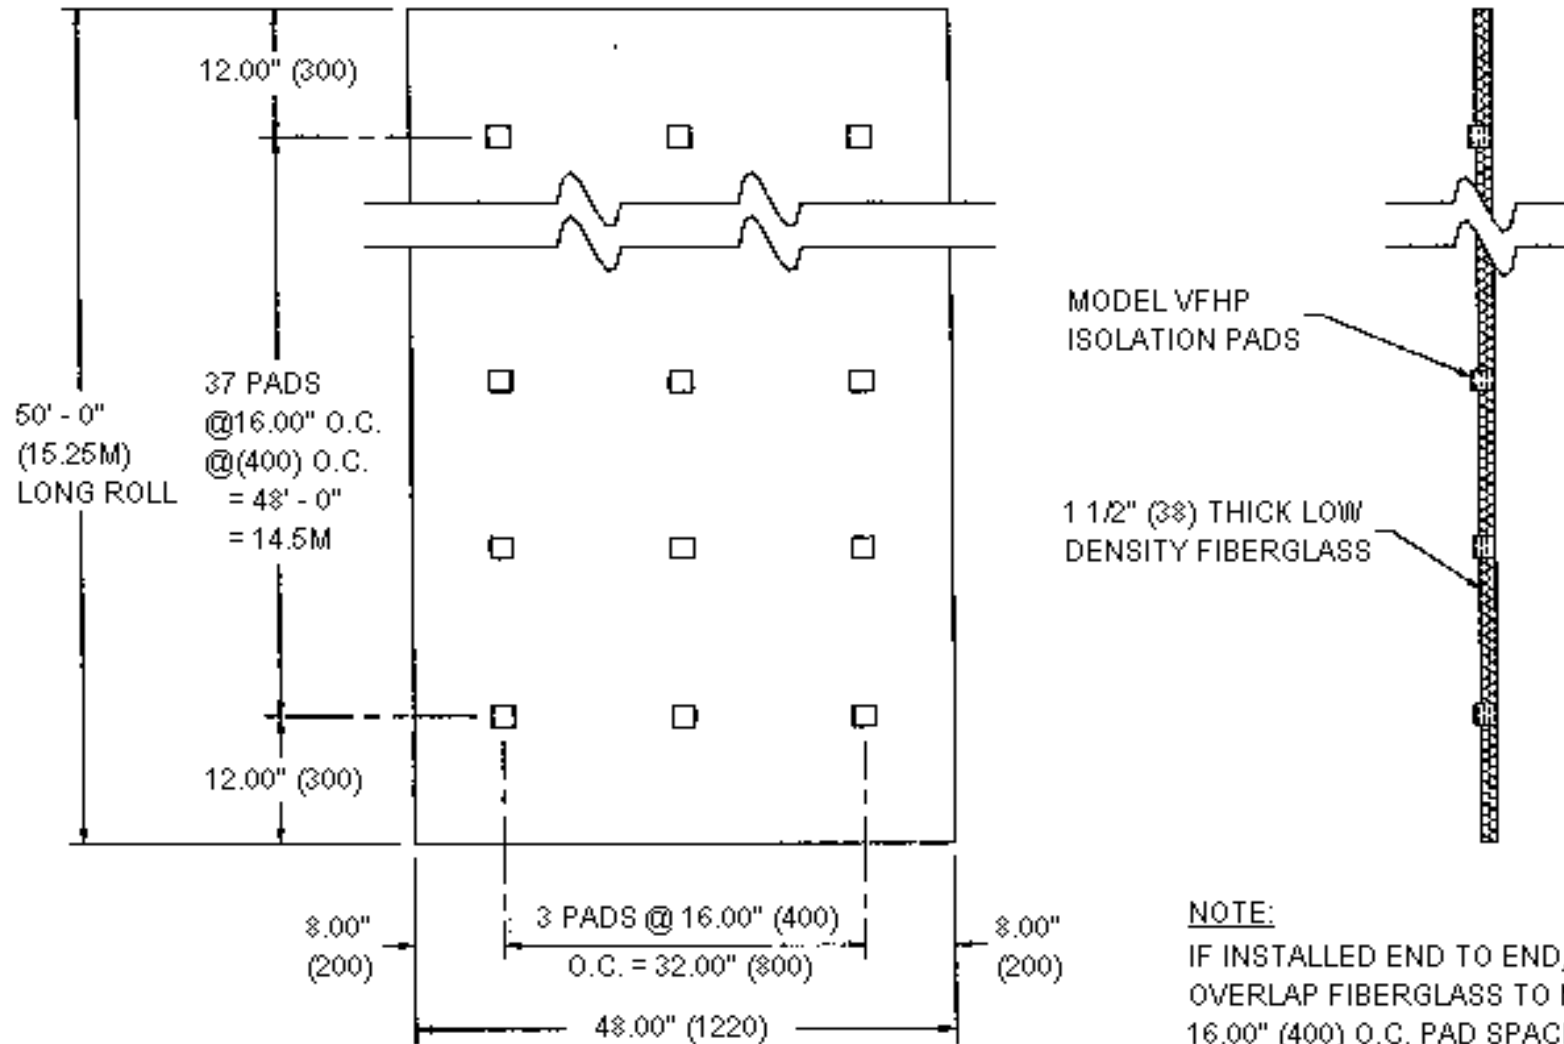 12.00" (300)
50' - 0"
(15.25M)
LONG ROLL
37 PADS
@16.00" O.C.
@(400) O.C.
= 48' - 0"
= 14.5M
12.00" (300)
8.00"
(200)
3 PADS @ 16.00" (400)
O.C. = 32.00" (800)
8.00"
(200)
48.00" (1220)
MODEL VFHP
ISOLATION PADS
1 1/2" (38) THICK LOW
DENSITY FIBERGLASS
NOTE:
IF INSTALLED END TO END,
OVERLAP FIBERGLASS TO
16.00" (400) O.C. PAD